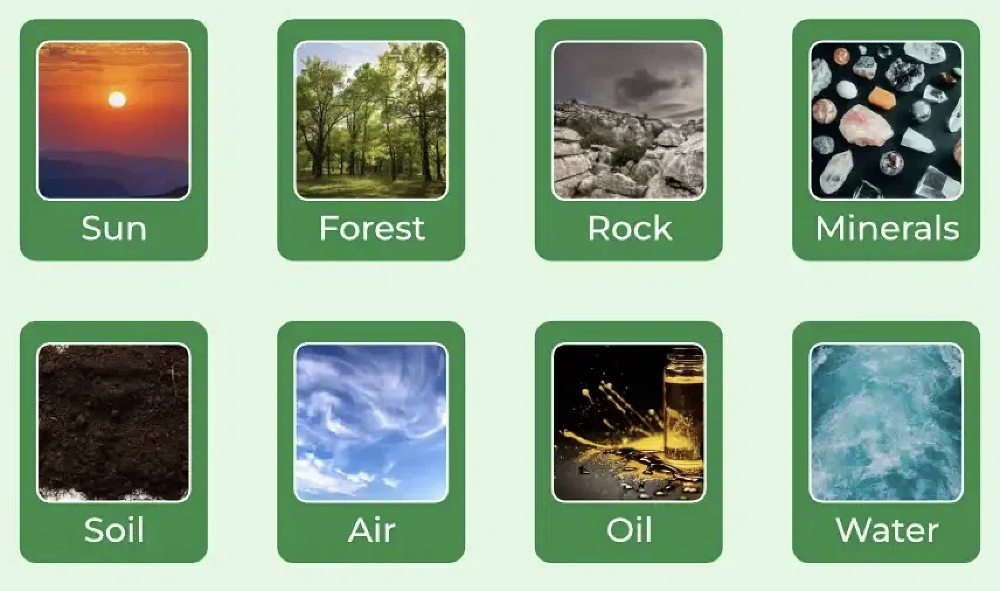 Sun
Forest
Rock
Minerals
Soil
Air
Oil
Water